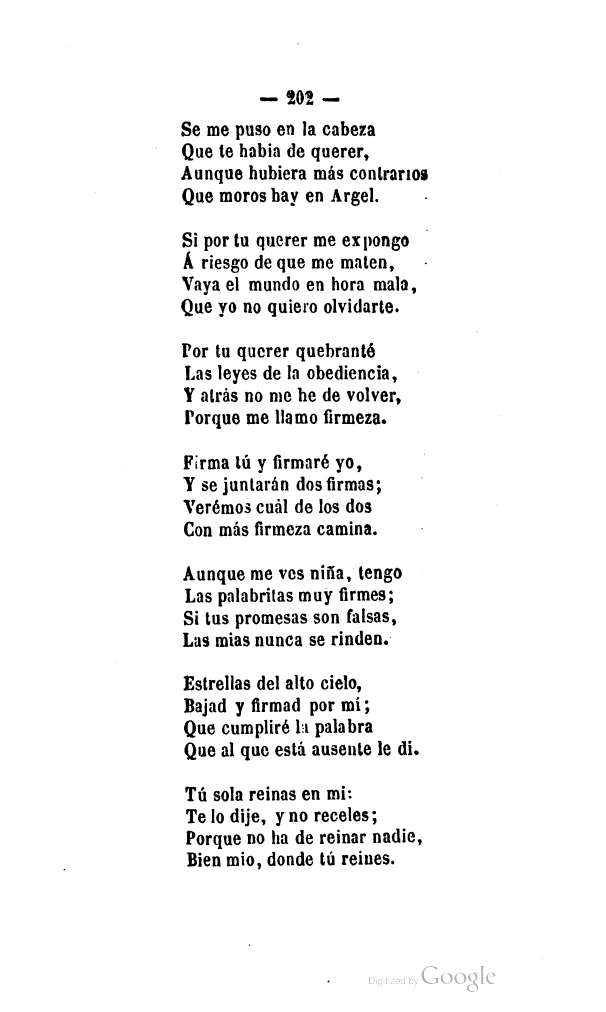 — 202 —
Se me puso en la cabeza
Que te habia de querer,
Aunque hubiera más contrarios
Que moros hay en Argel.
Si por tu querer me expongo
Á riesgo de que me maten,
Vaya el mundo en hora mala,
Que yo no quiero olvidarte.
Por tu querer quebranté
Las leyes de la obediencia,
Y atrás no me he de volver,
Porque me llamo firmeza.
Firma tú y firmaré yo,
Y se juntarán dos firmas;
Verémos cuál de los dos
Con más firmeza camina.
Aunque me ves niña, tengo
Las palabritas muy firmes;
Si tus promesas son falsas,
Las mias nunca se rinden.
Estrellas del alto cielo,
Bajad y firmad por mí;
Que cumpliré la palabra
Que al que está ausente le di.
Tú sola reinas en mi:
Te lo dije, y no receles;
Porque no ha de reinar nadie,
Bien mio, donde tú reines.
Digitized by Google